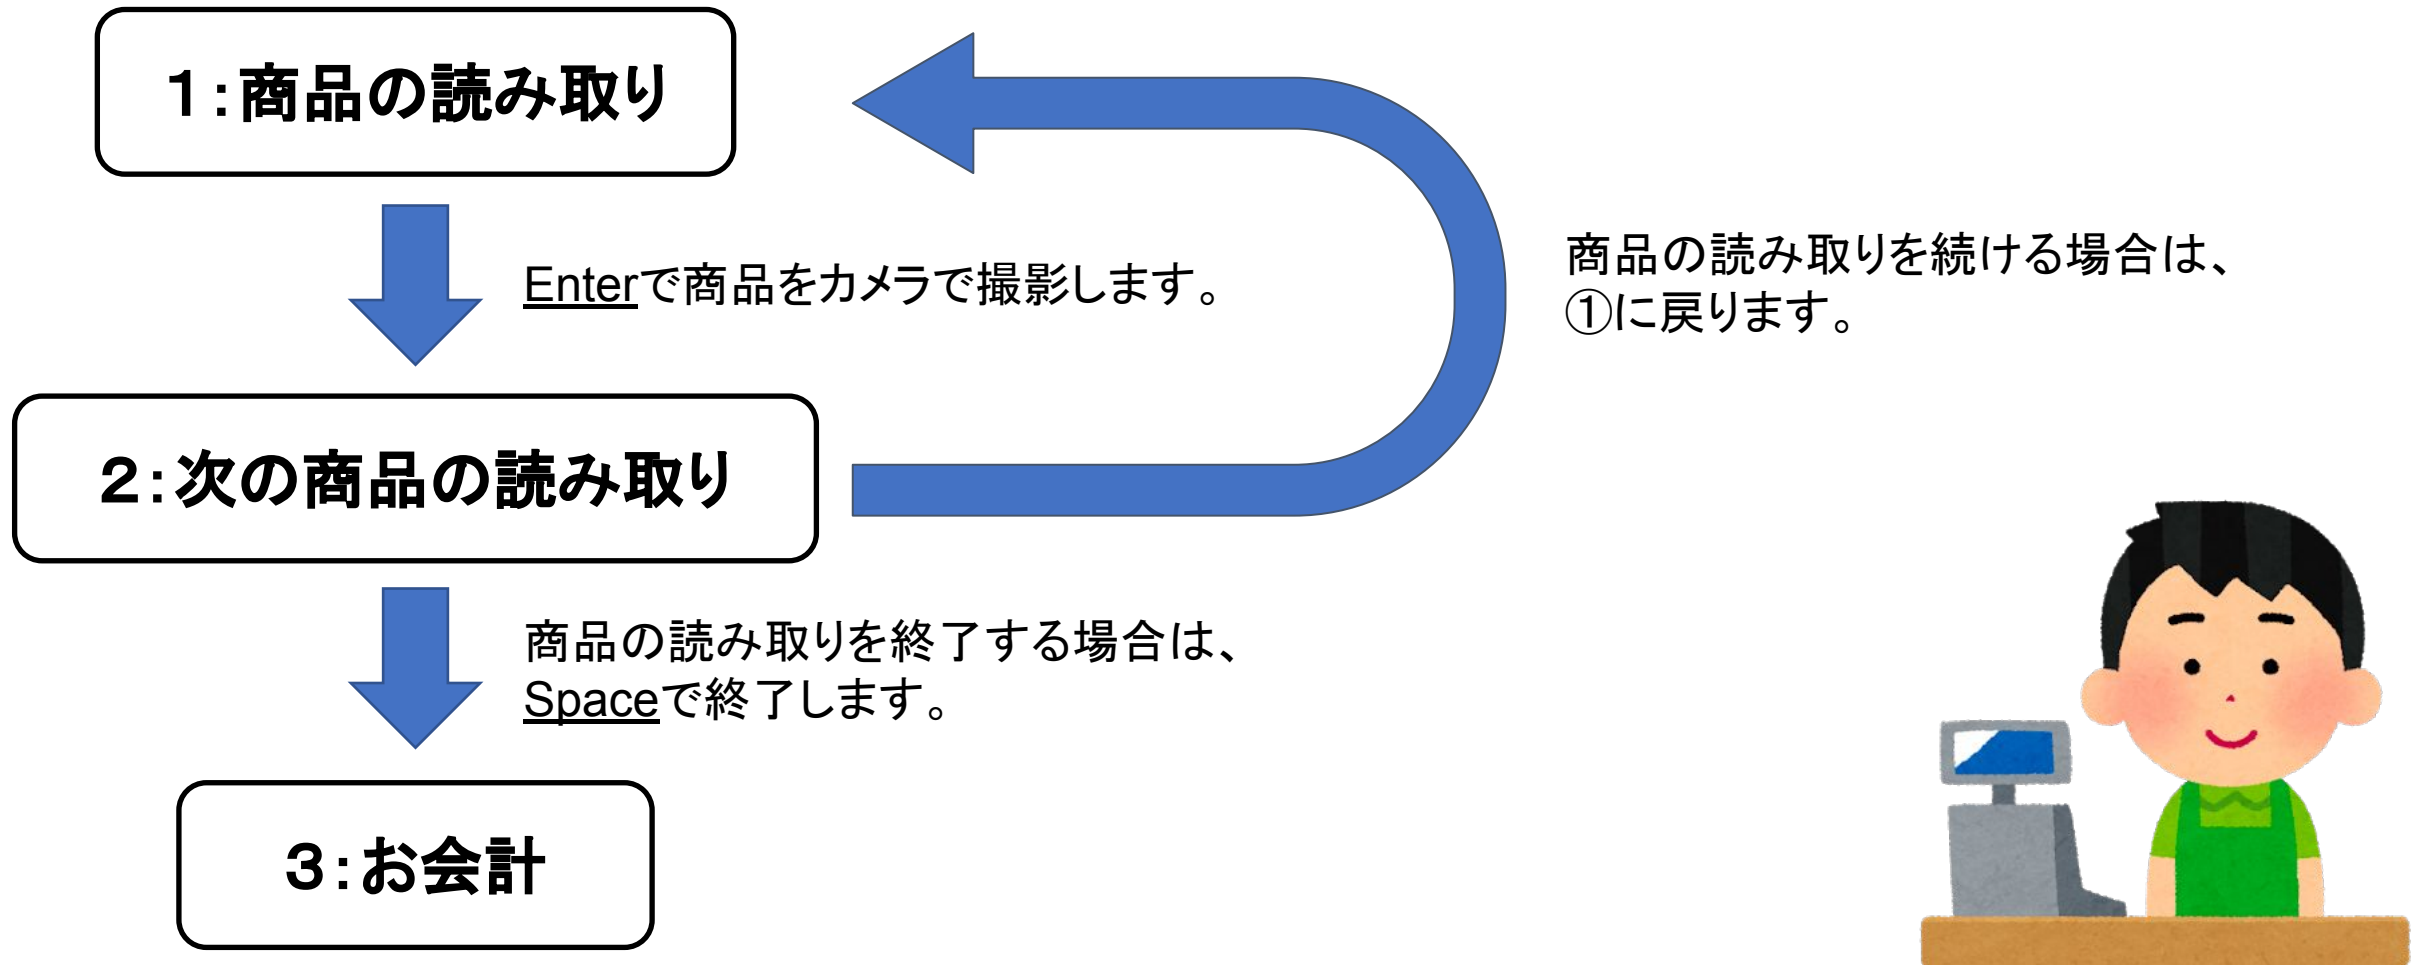 １：商品の読み取り
Enterで商品をカメラで撮影します。
商品の読み取りを続ける場合は、
①に戻ります。
２：次の商品の読み取り
商品の読み取りを終了する場合は、
Spaceで終了します。
３：お会計